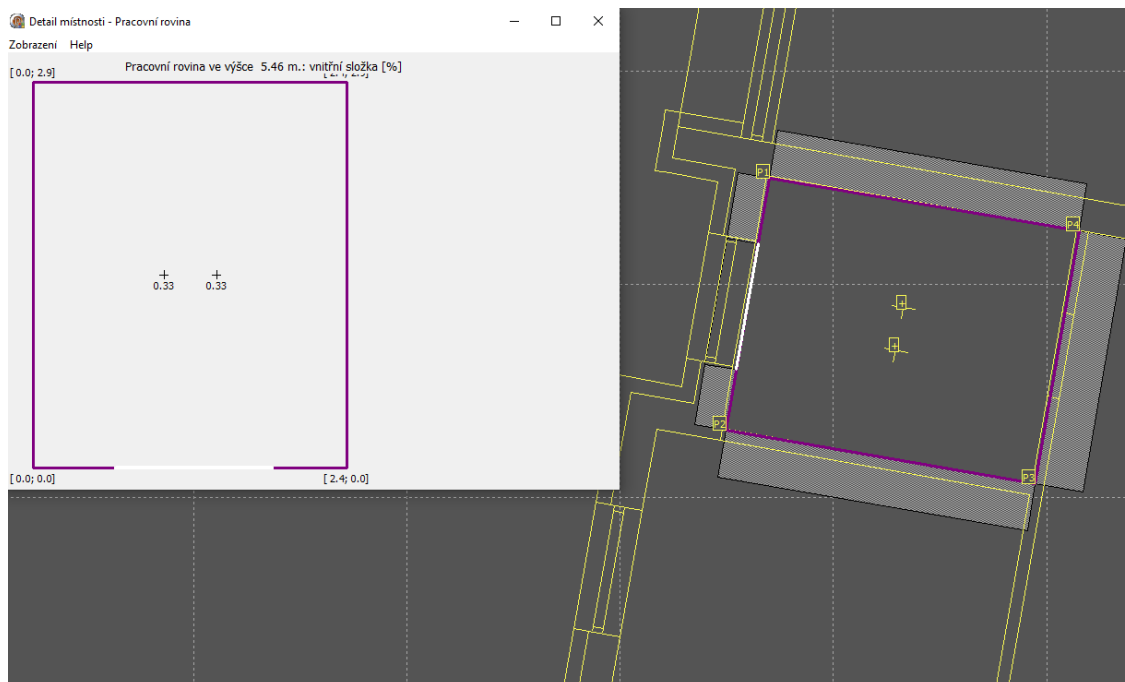 Detail místnosti - Pracovní rovina
Zobrazení Help
Pracovní rovina ve výšce 5.46 m.: vnitřní složka [%]
[ 0.0; 2.9]
0.33 0.33
[ 0.0; 0.0] [ 2.4; 0.0]
P1
P4
P2
P3